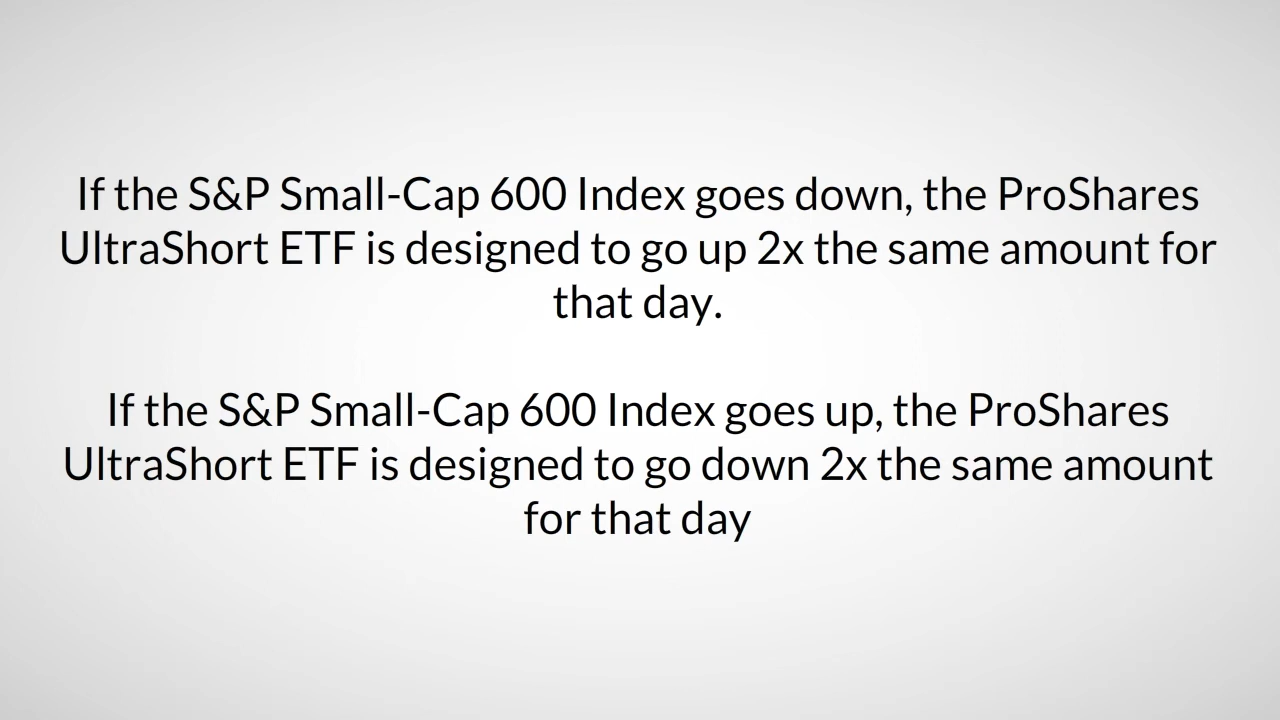 If the S&P Small-Cap 600 Index goes down, the ProShares
UltraShort ETF is designed to go up 2x the same amount for
that day.
If the S&P Small-Cap 600 Index goes up, the ProShares
UltraShort ETF is designed to go down 2x the same amount
for that day